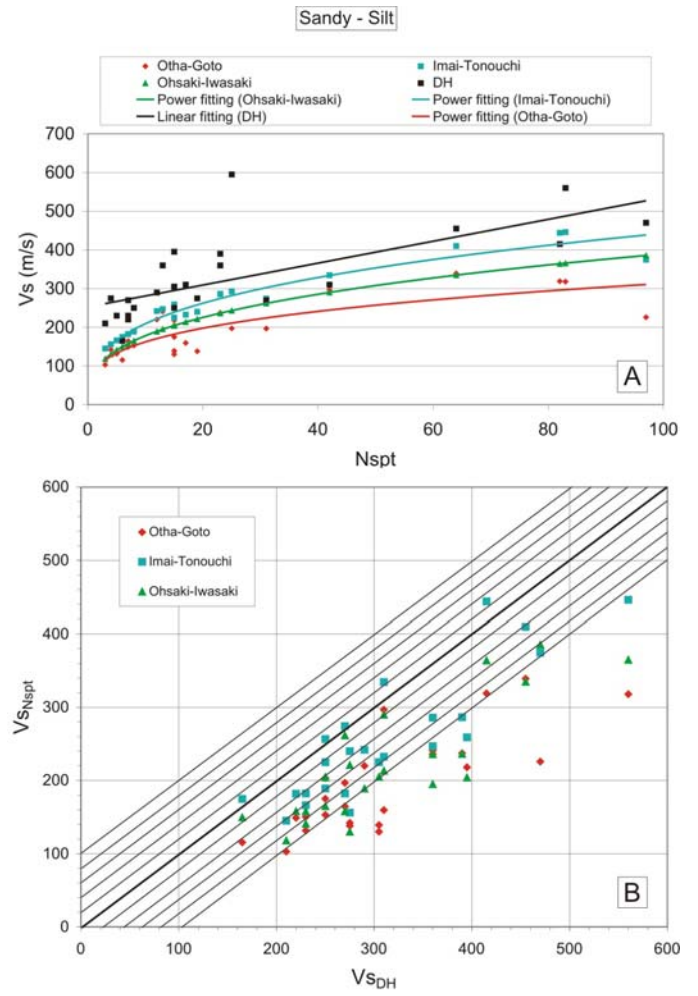 Sandy - Silt
Otha-Goto Imai-Tonouchi
Ohsaki-Iwasaki DH
Power fitting (Ohsaki-Iwasaki) Power fitting (Imai-Tonouchi)
Linear fitting (DH) Power fitting (Otha-Goto)
700
600
500
400
300
200
100
0
Vs (m/s)
A
0 20 40 60 80 100
Nspt
600
500
400
300
200
100
0
VsNspt
Otha-Goto
Imai-Tonouchi
Ohsaki-Iwasaki
B
0 100 200 300 400 500 600
VsDH